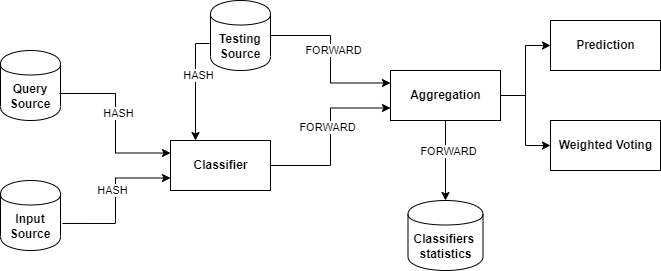 Testing
Source
FORWARD
Prediction
HASH
Query
Source
Aggregation
HASH
FORWARD
Classifier
FORWARD
Weighted Voting
HASH
Input
Source
Classifiers
statistics